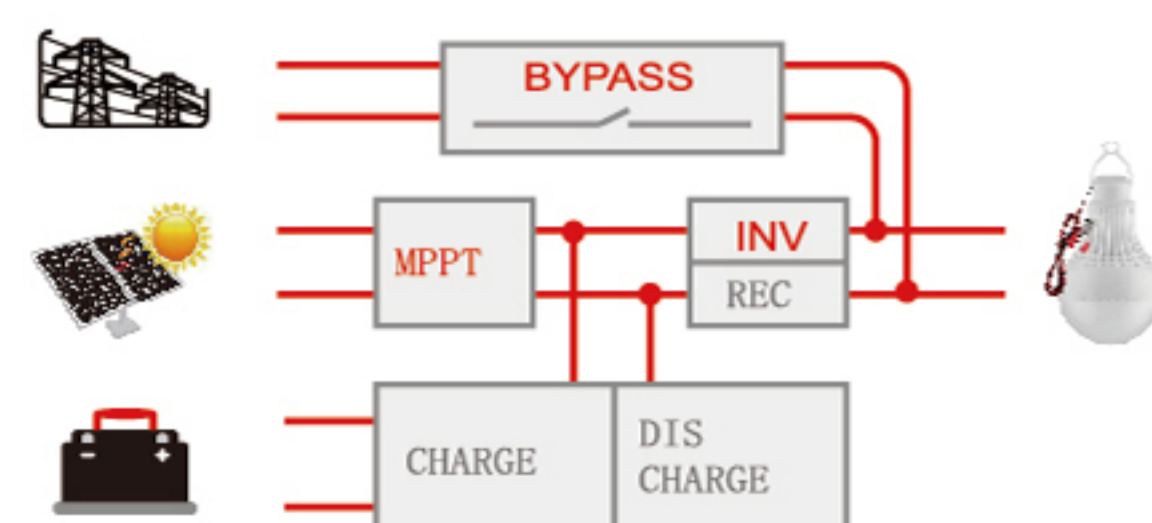 BYPASS
MPPT
INV
REC
CHARGE
DIS
CHARGE